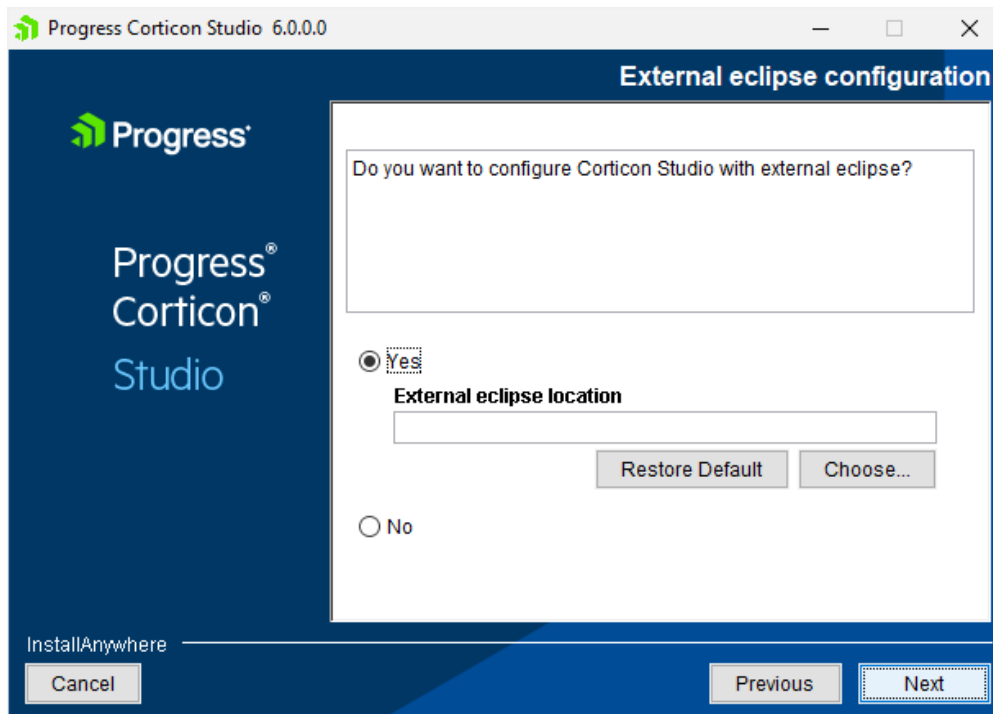 Progress Corticon Studio 6.0.0.0
External eclipse configuration
Progress
Do you want to configure Corticon Studio with external eclipse?
Progress®
Corticon®
Studio
Yes
External eclipse location
Restore Default
Choose...
No
InstallAnywhere
Cancel
Previous
Next